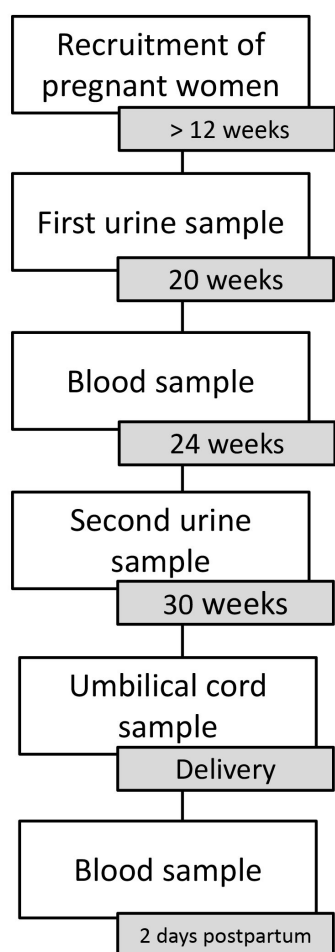 Recruitment of
pregnant women
> 12 weeks
First urine sample
20 weeks
Blood sample
24 weeks
Second urine
sample
30 weeks
Umbilical cord
sample
Delivery
Blood sample
2 days postpartum